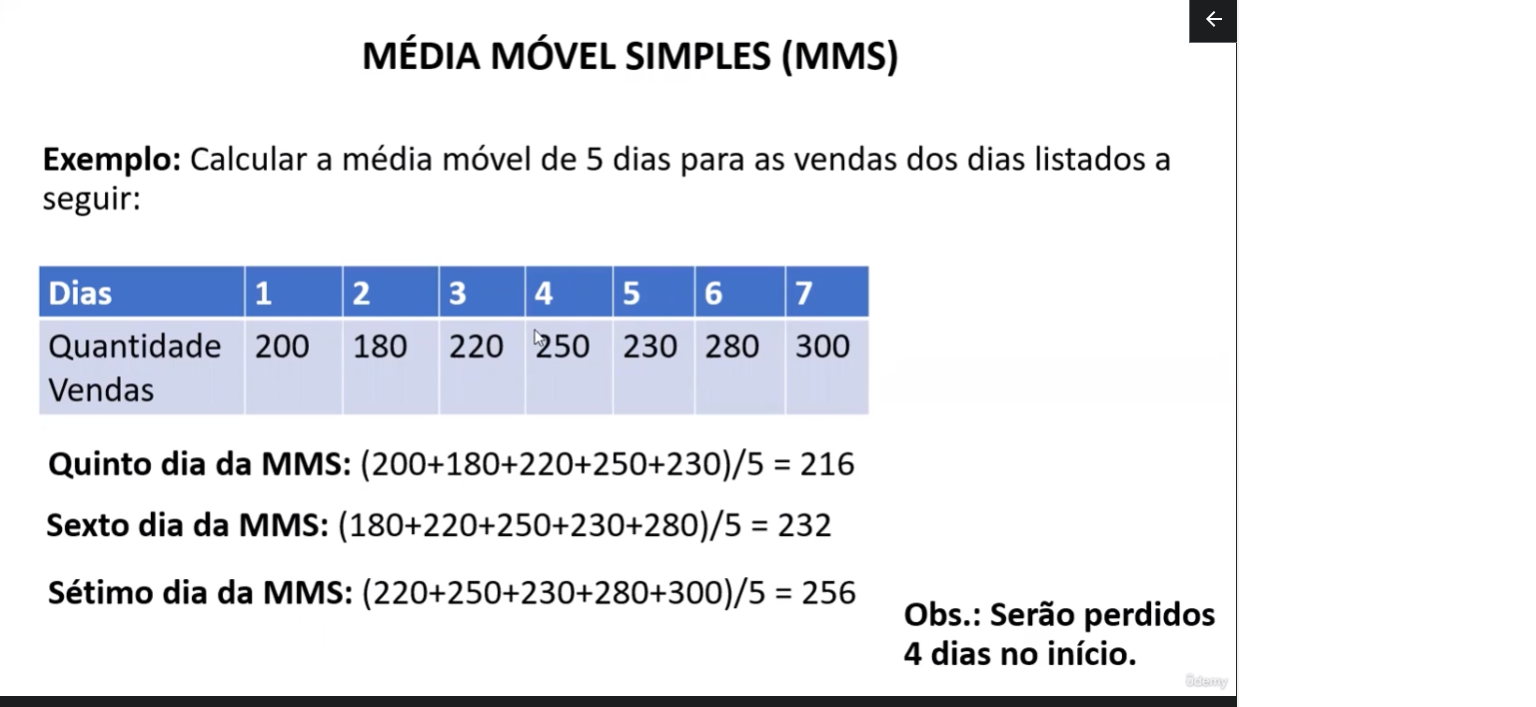 MÉDIA MÓVEL SIMPLES (MMS)
Exemplo: Calcular a média móvel de 5 dias para as vendas dos dias listados a
seguir:
Dias 1 2 3 4 5 6 7
Quantidade 200 180 220 250 230 280 300
Vendas
Quinto dia da MMS: (200+180+220+250+230)/5 = 216
Sexto dia da MMS: (180+220+250+230+280)/5 = 232
Sétimo dia da MMS: (220+250+230+280+300)/5 = 256
Obs.: Serão perdidos
4 dias no início.
Udemy